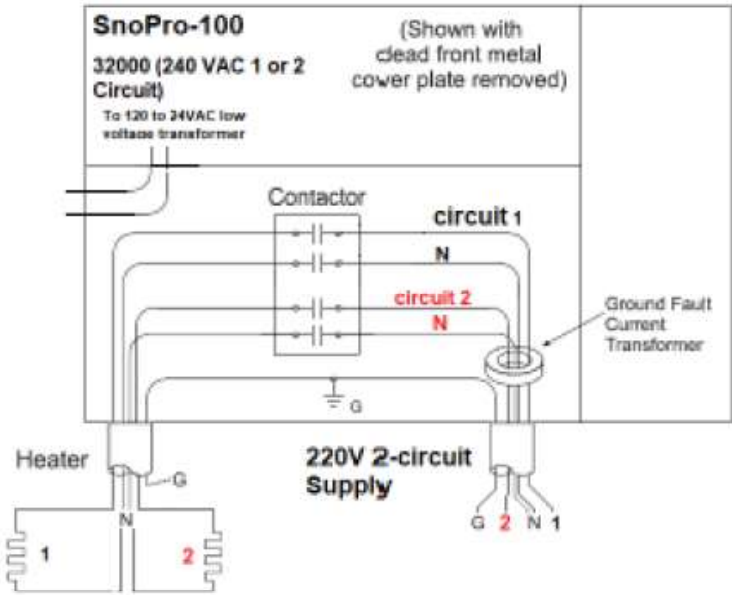 SnoPro-100
32000 (240 VAC 1 or 2
Circuit)
To 120 to 24VAC low
voltage transformer
(Shown with
dead front metal
cover plate removed)
Contactor
circuit 1
N
circuit 2
N
Ground Fault
Current
Transformer
G
Heater
G
220V 2-circuit
Supply
G 2 N 1
N
1
2